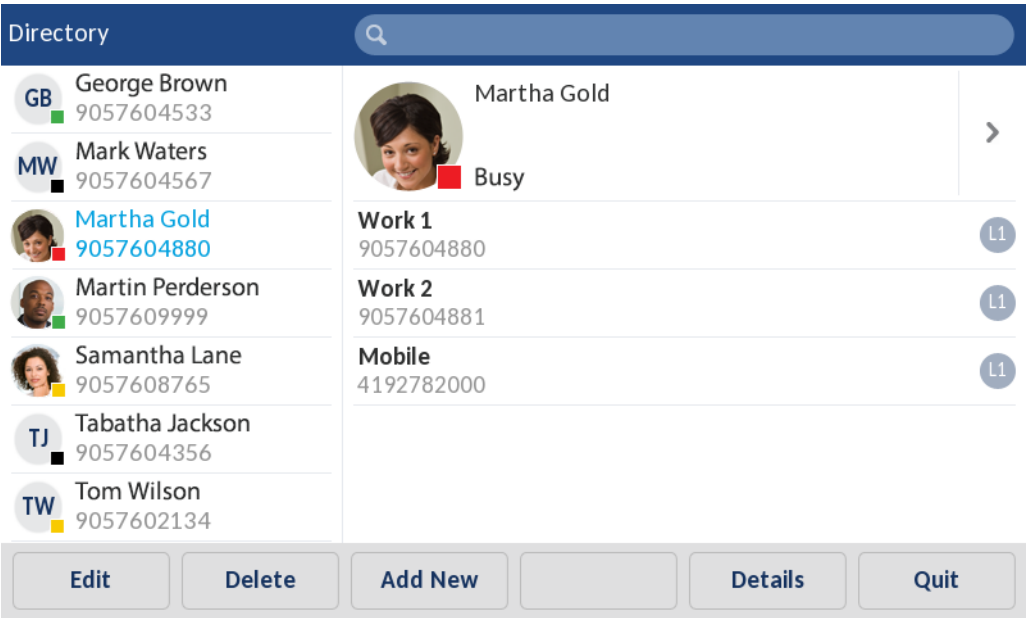 Directory
GB
George Brown
9057604533
MW
Mark Waters
9057604567
Martha Gold
9057604880
Martin Perderson
9057609999
Samantha Lane
9057608765
TJ
Tabatha Jackson
9057604356
TW
Tom Wilson
9057602134
Martha Gold
Busy
Work 1
9057604880
L1
Work 2
9057604881
L1
Mobile
4192782000
L1
Edit Delete Add New Details Quit